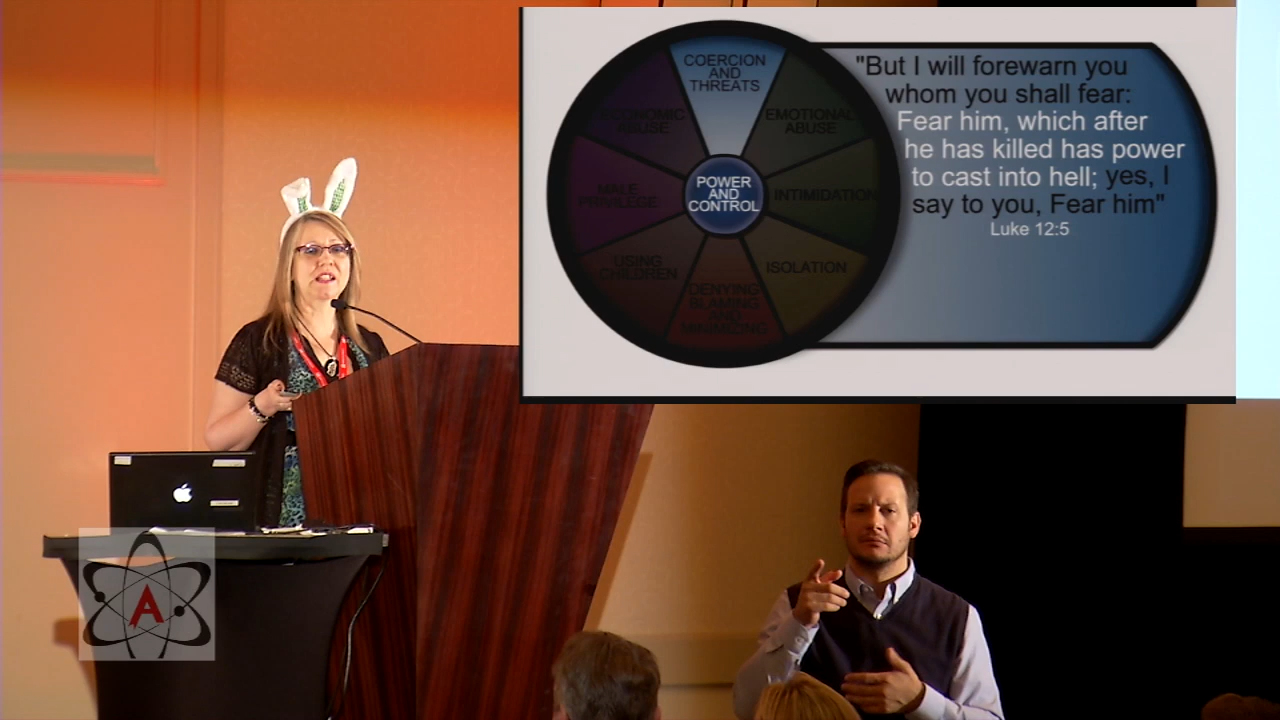 COERCION
AND
THREATS
ECONOMIC
ABUSE
EMOTIONAL
ABUSE
MALE
PRIVILEGE
POWER
AND
CONTROL
INTIMIDATION
USING
CHILDREN
ISOLATION
DENYING
BLAMING
AND
MINIMIZING
"But I will forewarn you
whom you shall fear:
Fear him, which after
he has killed has power
to cast into hell; yes, I
say to you, Fear him"
Luke 12:5
A